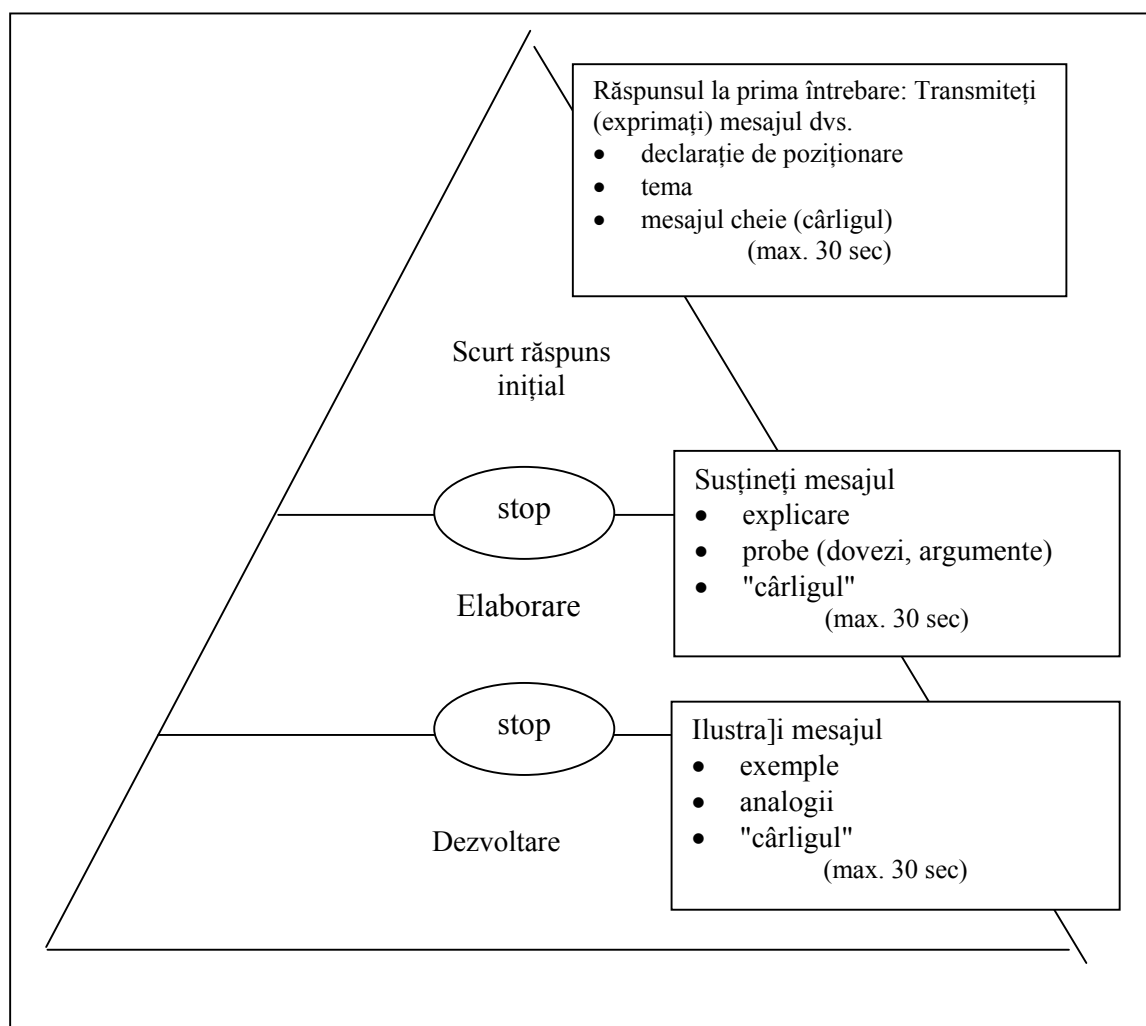 Răspunsul la prima întrebare: Transmiteți
(exprimați) mesajul dvs.
• declarație de poziționare
• tema
• mesajul cheie (cârligul)
(max. 30 sec)
Scurt răspuns
inițial
stop
Susțineți mesajul
• explicare
• probe (dovezi, argumente)
• "cârligul"
(max. 30 sec)
Elaborare
stop
Ilustra]i mesajul
• exemple
• analogii
• "cârligul"
(max. 30 sec)
Dezvoltare